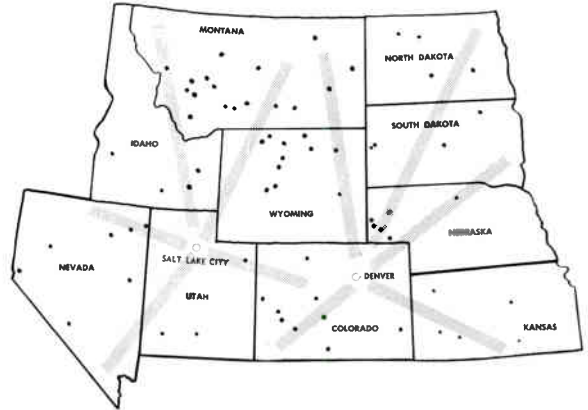 MONTANA
NORTH DAKOTA
IDAHO
SOUTH DAKOTA
WYOMING
NEBRASKA
NEVADA
SALT LAKE CITY
DENVER
UTAH
COLORADO
KANSAS